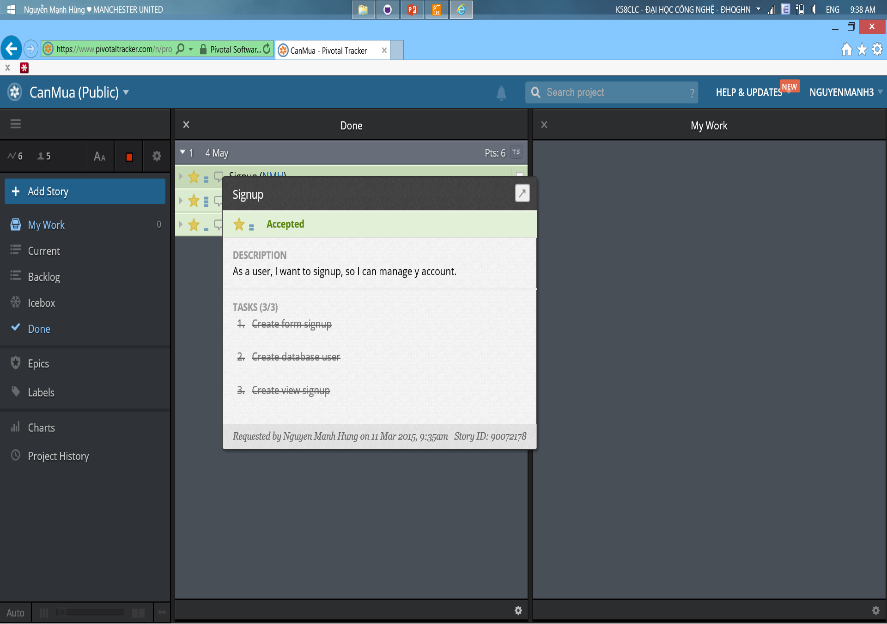 Nguyễn Mạnh Hùng ♥ MANCHESTER UNITED
K58CLC - ĐẠI HỌC CÔNG NGHỆ - ĐHQGHN ENG 9:38 AM
https://www.pivotaltracker.com/n/pro Pivotal Softwar... CanMua - Pivotal Tracker
CanMua (Public) Search project ? HELP & UPDATES NEW NGUYENMANH3
Done
My Work
6 5 AA
1 4 May Pts: 6
Signup (NMH)
Add Story
My Work 0
Current
Backlog
Icebox
Done
Epics
Labels
Charts
Project History
Auto
Signup
Accepted
DESCRIPTION
As a user, I want to signup, so I can manage y account.
TASKS (3/3)
1. Create form signup
2. Create database user
3. Create view signup
Requested by Nguyen Manh Hung on 11 Mar 2015, 9:35am Story ID: 90072178